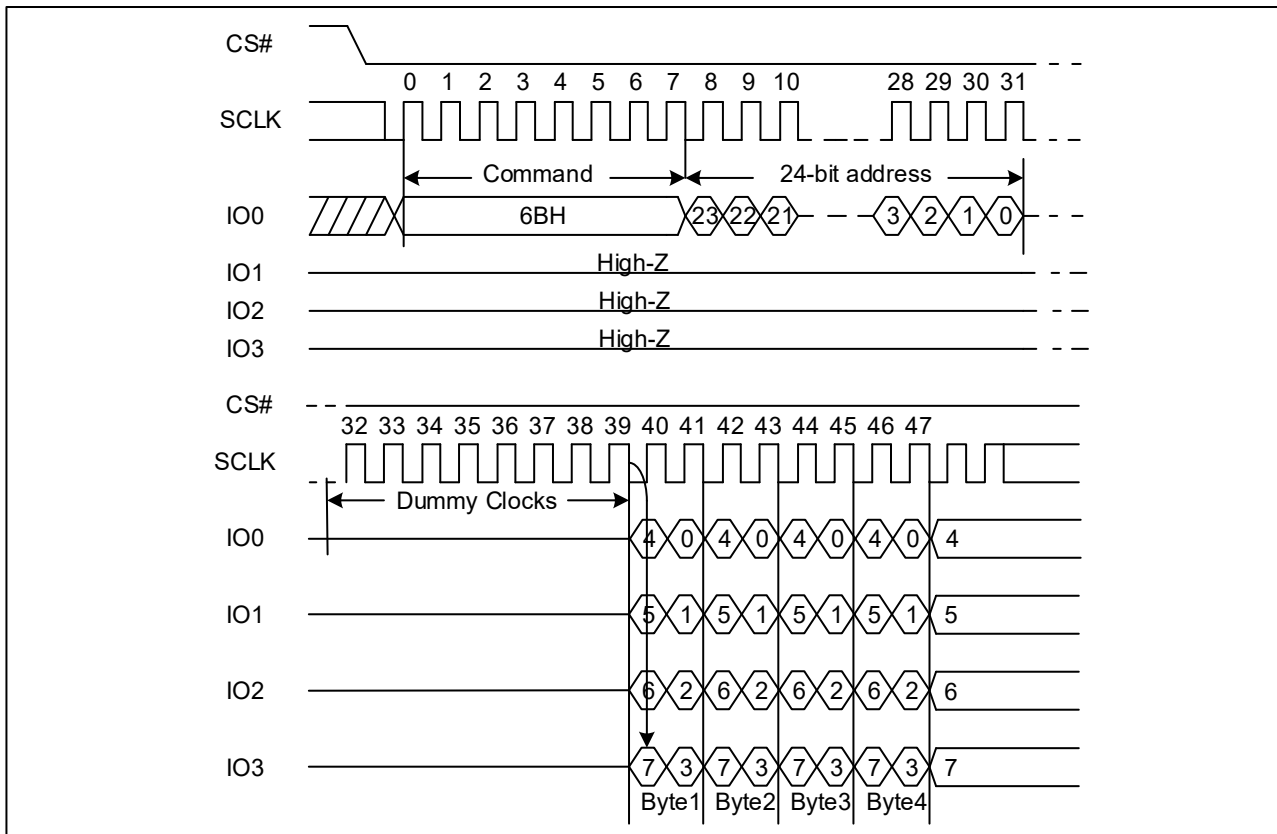 CS#
0 1 2 3 4 5 6 7 8 9 10 28 29 30 31
SCLK
Command 24-bit address
IO0 6BH 23 22 21 3 2 1 0
IO1 High-Z
IO2 High-Z
IO3 High-Z
CS#
32 33 34 35 36 37 38 39 40 41 42 43 44 45 46 47
SCLK
Dummy Clocks
IO0 4 0 4 0 4 0 4 0 4
IO1 5 1 5 1 5 1 5 1 5
IO2 6 2 6 2 6 2 6 2 6
IO3 7 3 7 3 7 3 7 3 7
Byte1 Byte2 Byte3 Byte4